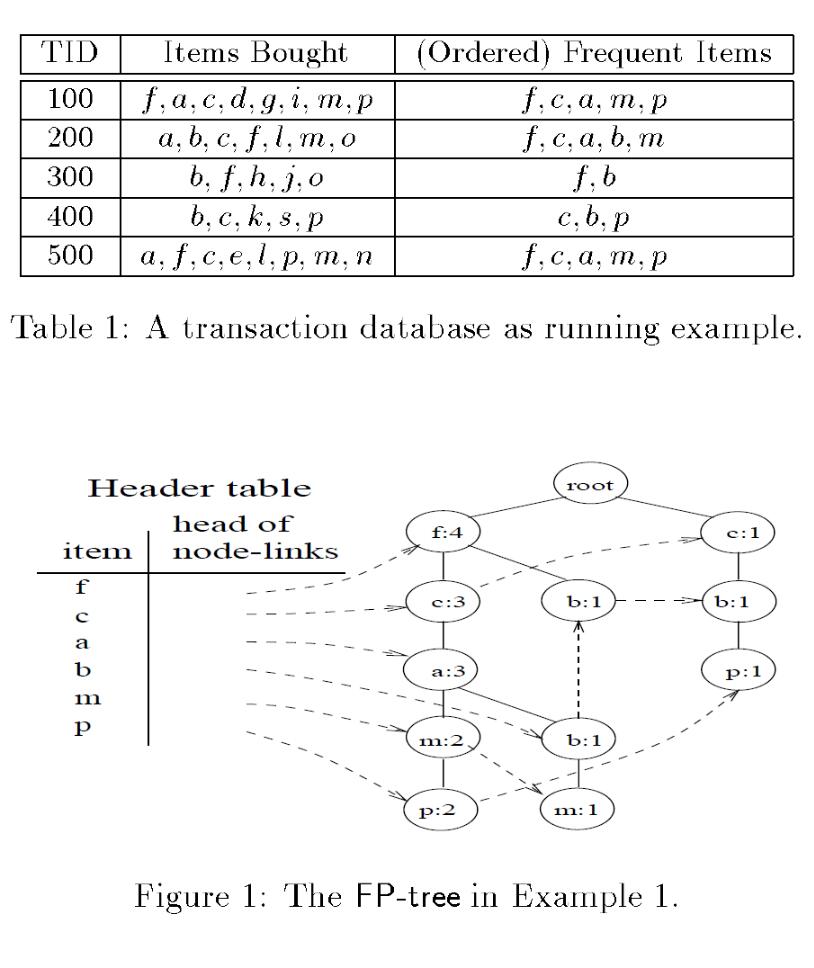 TID Items Bought (Ordered) Frequent Items
100 f, a, c, d, g, i, m, p f, c, a, m, p
200 a, b, c, f, l, m, o f, c, a, b, m
300 b, f, h, j, o f, b
400 b, c, k, s, p c, b, p
500 a, f, c, e, l, p, m, n f, c, a, m, p
Table 1: A transaction database as running example.
Header table
head of
item node-links
f
c
a
b
m
p
root
f:4 c:1
c:3 b:1 b:1
a:3 p:1
m:2 b:1
p:2 m:1
Figure 1: The FP-tree in Example 1.